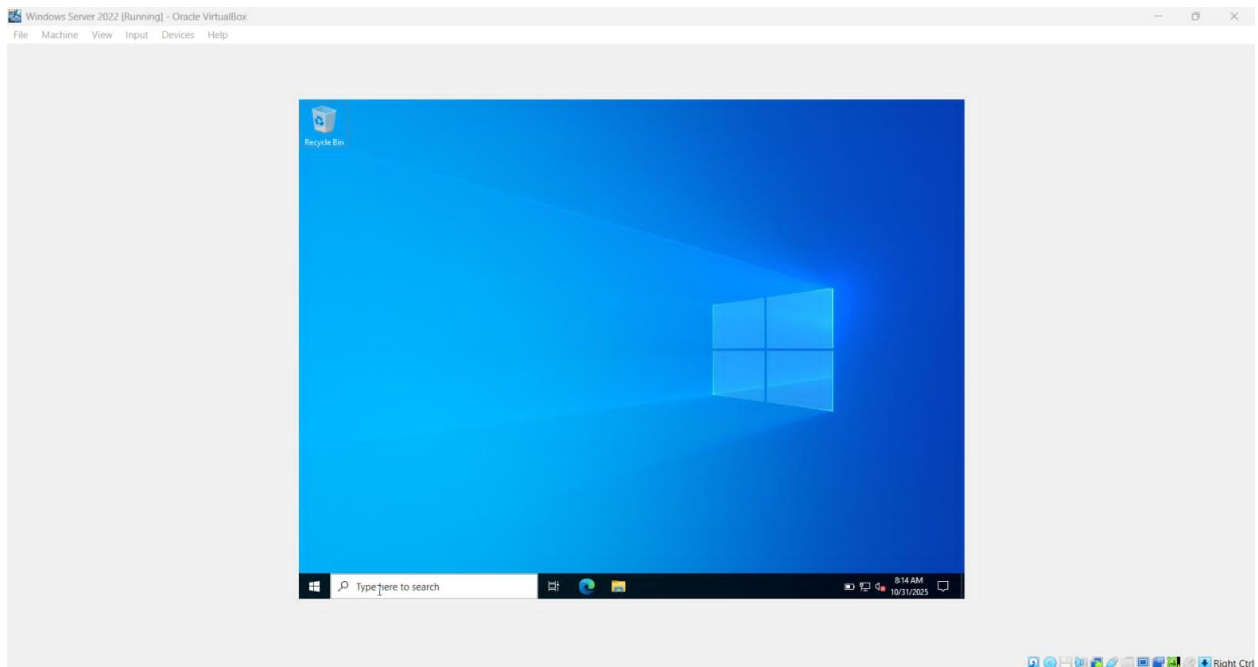 Windows Server 2022 [Running] - Oracle VirtualBox
File Machine View Input Devices Help
Recycle Bin
Type here to search
8:14 AM
10/31/2025
Right Ctrl